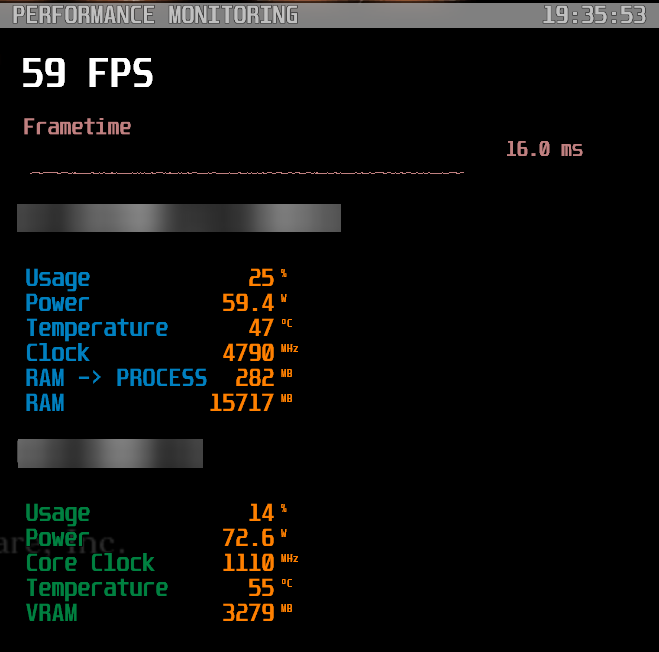 PERFORMANCE MONITORING 19:35:53
59 FPS
Frametime
16.0 ms
Usage 25 %
Power 59.4 W
Temperature 47 °C
Clock 4790 MHz
RAM -> PROCESS 282 MB
RAM 15717 MB
Usage 14 %
Power 72.6 W
are, Inc.
Core Clock 1110 MHz
Temperature 55 °C
VRAM 3279 MB